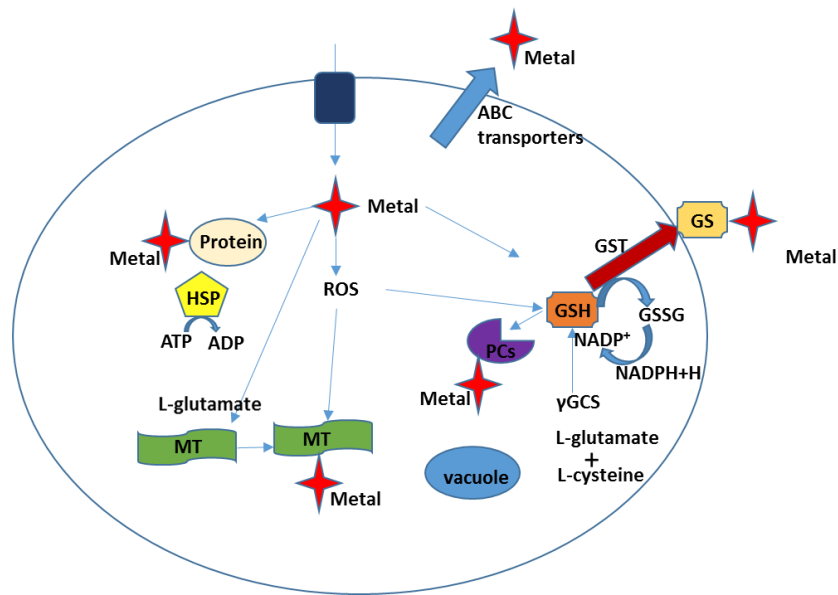 Metal
ABC
transporters
Metal
GS
Metal
Protein
Metal
GST
HSP
ROS
GSH
GSSG
ATP
ADP
NADP⁺
PCs
NADPH+H
Metal
γGCS
L-glutamate
MT
MT
L-glutamate
+
L-cysteine
vacuole
Metal